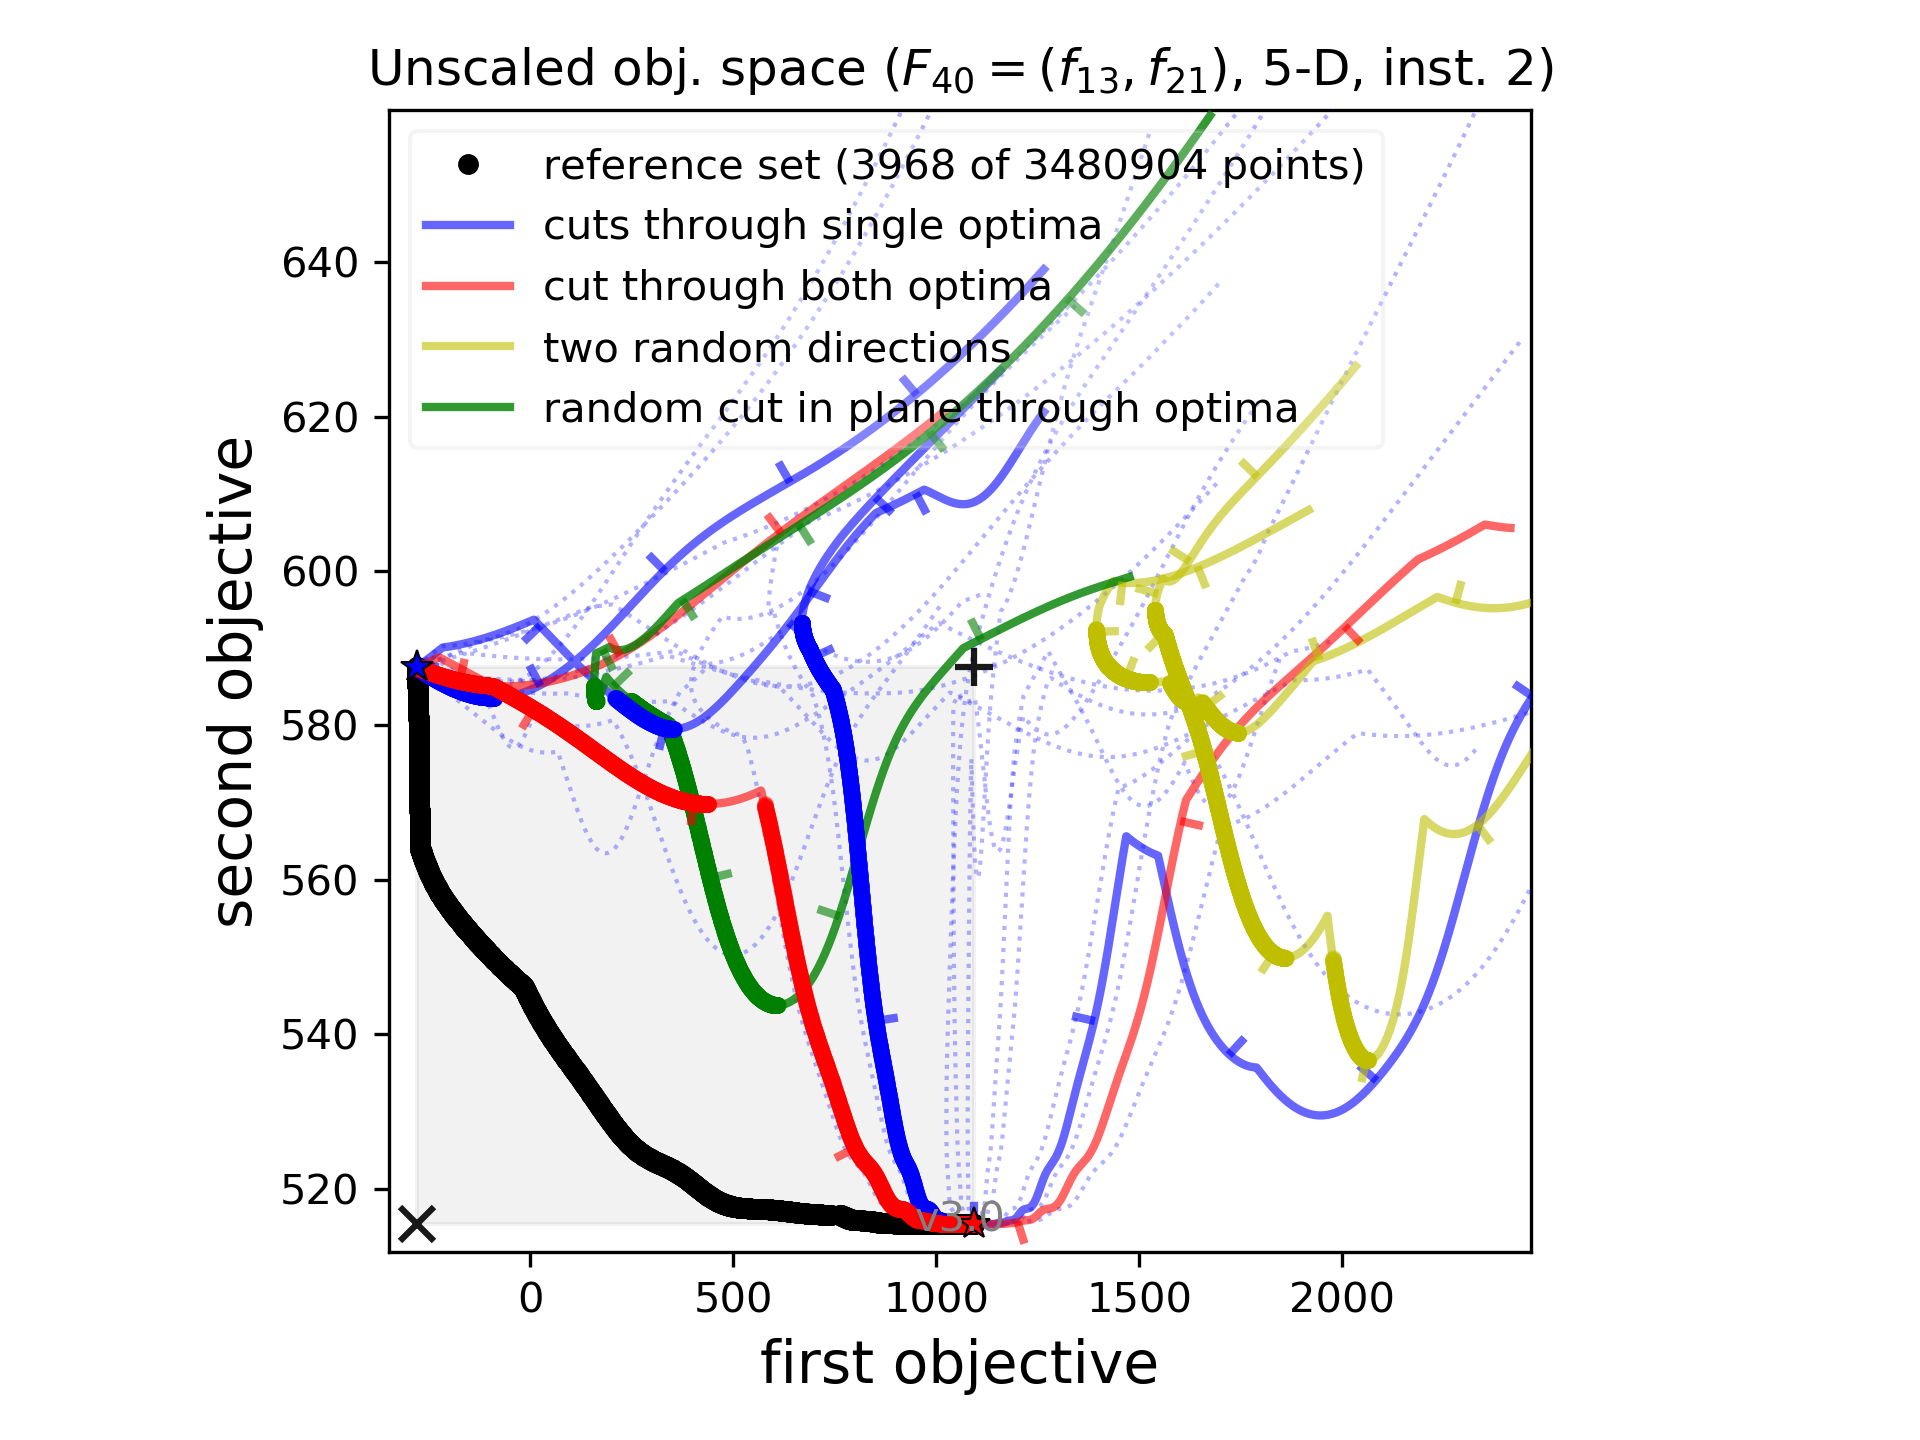 Unscaled obj. space (F₄₀ = (f₁₃, f₂₁), 5-D, inst. 2)
reference set (3968 of 3480904 points)
cuts through single optima
cut through both optima
two random directions
random cut in plane through optima
second objective
640
620
600
580
560
540
520
v3.0
0 500 1000 1500 2000
first objective